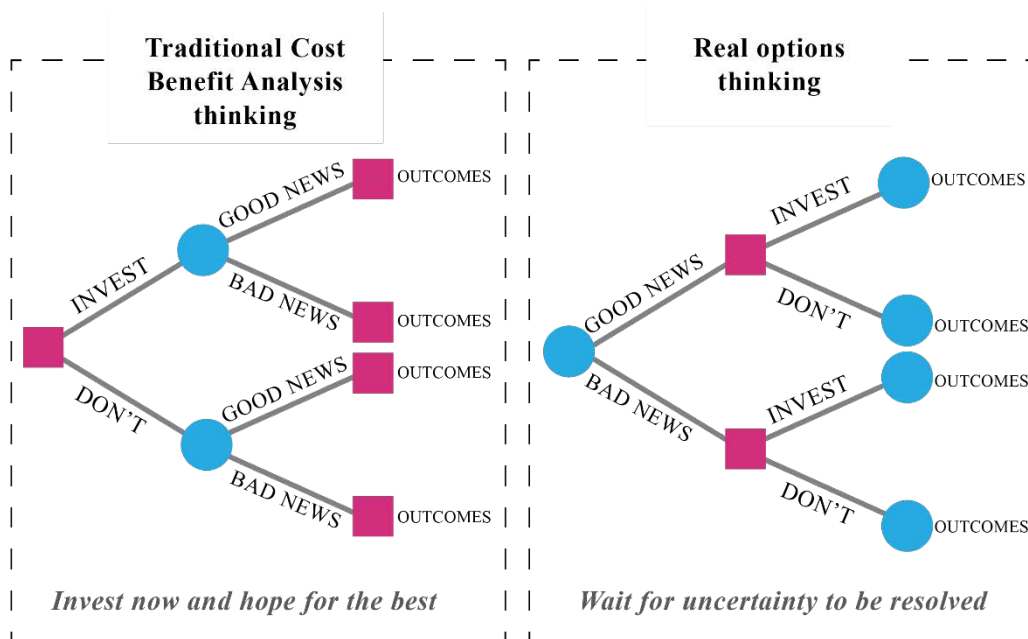 Traditional Cost
Benefit Analysis
thinking
GOOD NEWS
OUTCOMES
INVEST
BAD NEWS
OUTCOMES
DON'T
GOOD NEWS
OUTCOMES
BAD NEWS
OUTCOMES
Invest now and hope for the best
Real options
thinking
INVEST
OUTCOMES
GOOD NEWS
DON'T
OUTCOMES
BAD NEWS
INVEST
OUTCOMES
DON'T
OUTCOMES
Wait for uncertainty to be resolved